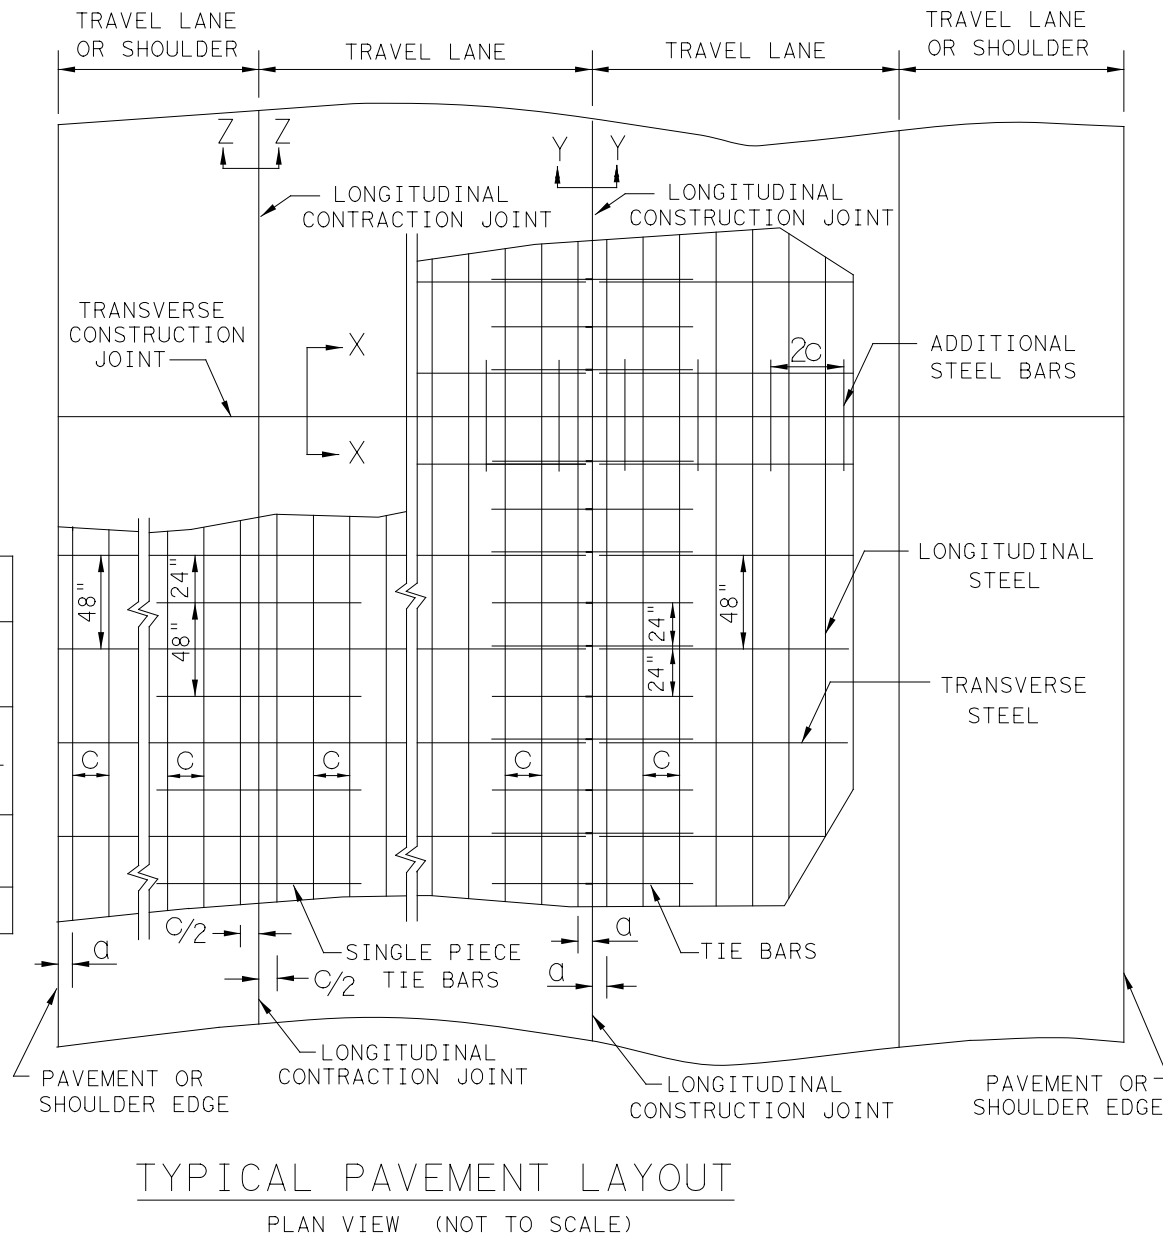 TRAVEL LANE
OR SHOULDER
TRAVEL LANE
TRAVEL LANE
TRAVEL LANE
OR SHOULDER
Z Z
Y Y
LONGITUDINAL
CONTRACTION JOINT
LONGITUDINAL
CONSTRUCTION JOINT
TRANSVERSE
CONSTRUCTION
JOINT
X
X
2c
ADDITIONAL
STEEL BARS
LONGITUDINAL
STEEL
48"
24"
48"
24"
24"
48"
TRANSVERSE
STEEL
c
c
c
c
c
c/2
a
SINGLE PIECE
TIE BARS
c/2
a
a
TIE BARS
LONGITUDINAL
CONTRACTION JOINT
PAVEMENT OR
SHOULDER EDGE
LONGITUDINAL
CONSTRUCTION JOINT
PAVEMENT OR
SHOULDER EDGE
TYPICAL PAVEMENT LAYOUT
PLAN VIEW (NOT TO SCALE)